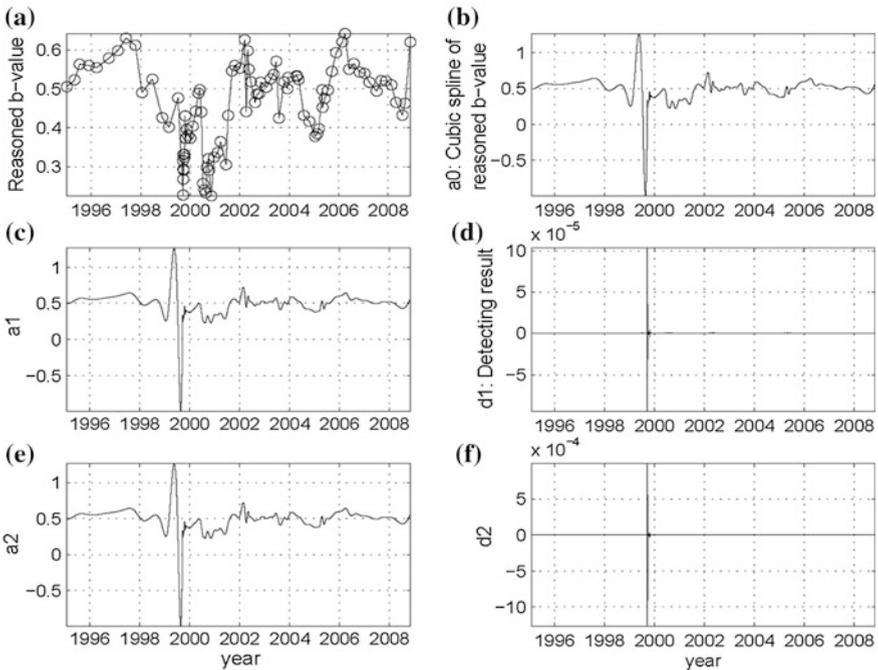 (a)
Reasoned b-value
0.6
0.5
0.4
0.3
1996 1998 2000 2002 2004 2006 2008
(b)
a0: Cubic spline of
reasoned b-value
1
0.5
0
−0.5
1996 1998 2000 2002 2004 2006 2008
(c)
a1
1
0.5
0
−0.5
1996 1998 2000 2002 2004 2006 2008
(d)
x 10⁻⁵
d1: Detecting result
10
5
0
−5
1996 1998 2000 2002 2004 2006 2008
(e)
a2
1
0.5
0
−0.5
1996 1998 2000 2002 2004 2006 2008
year
(f)
x 10⁻⁴
d2
5
0
−5
−10
1996 1998 2000 2002 2004 2006 2008
year